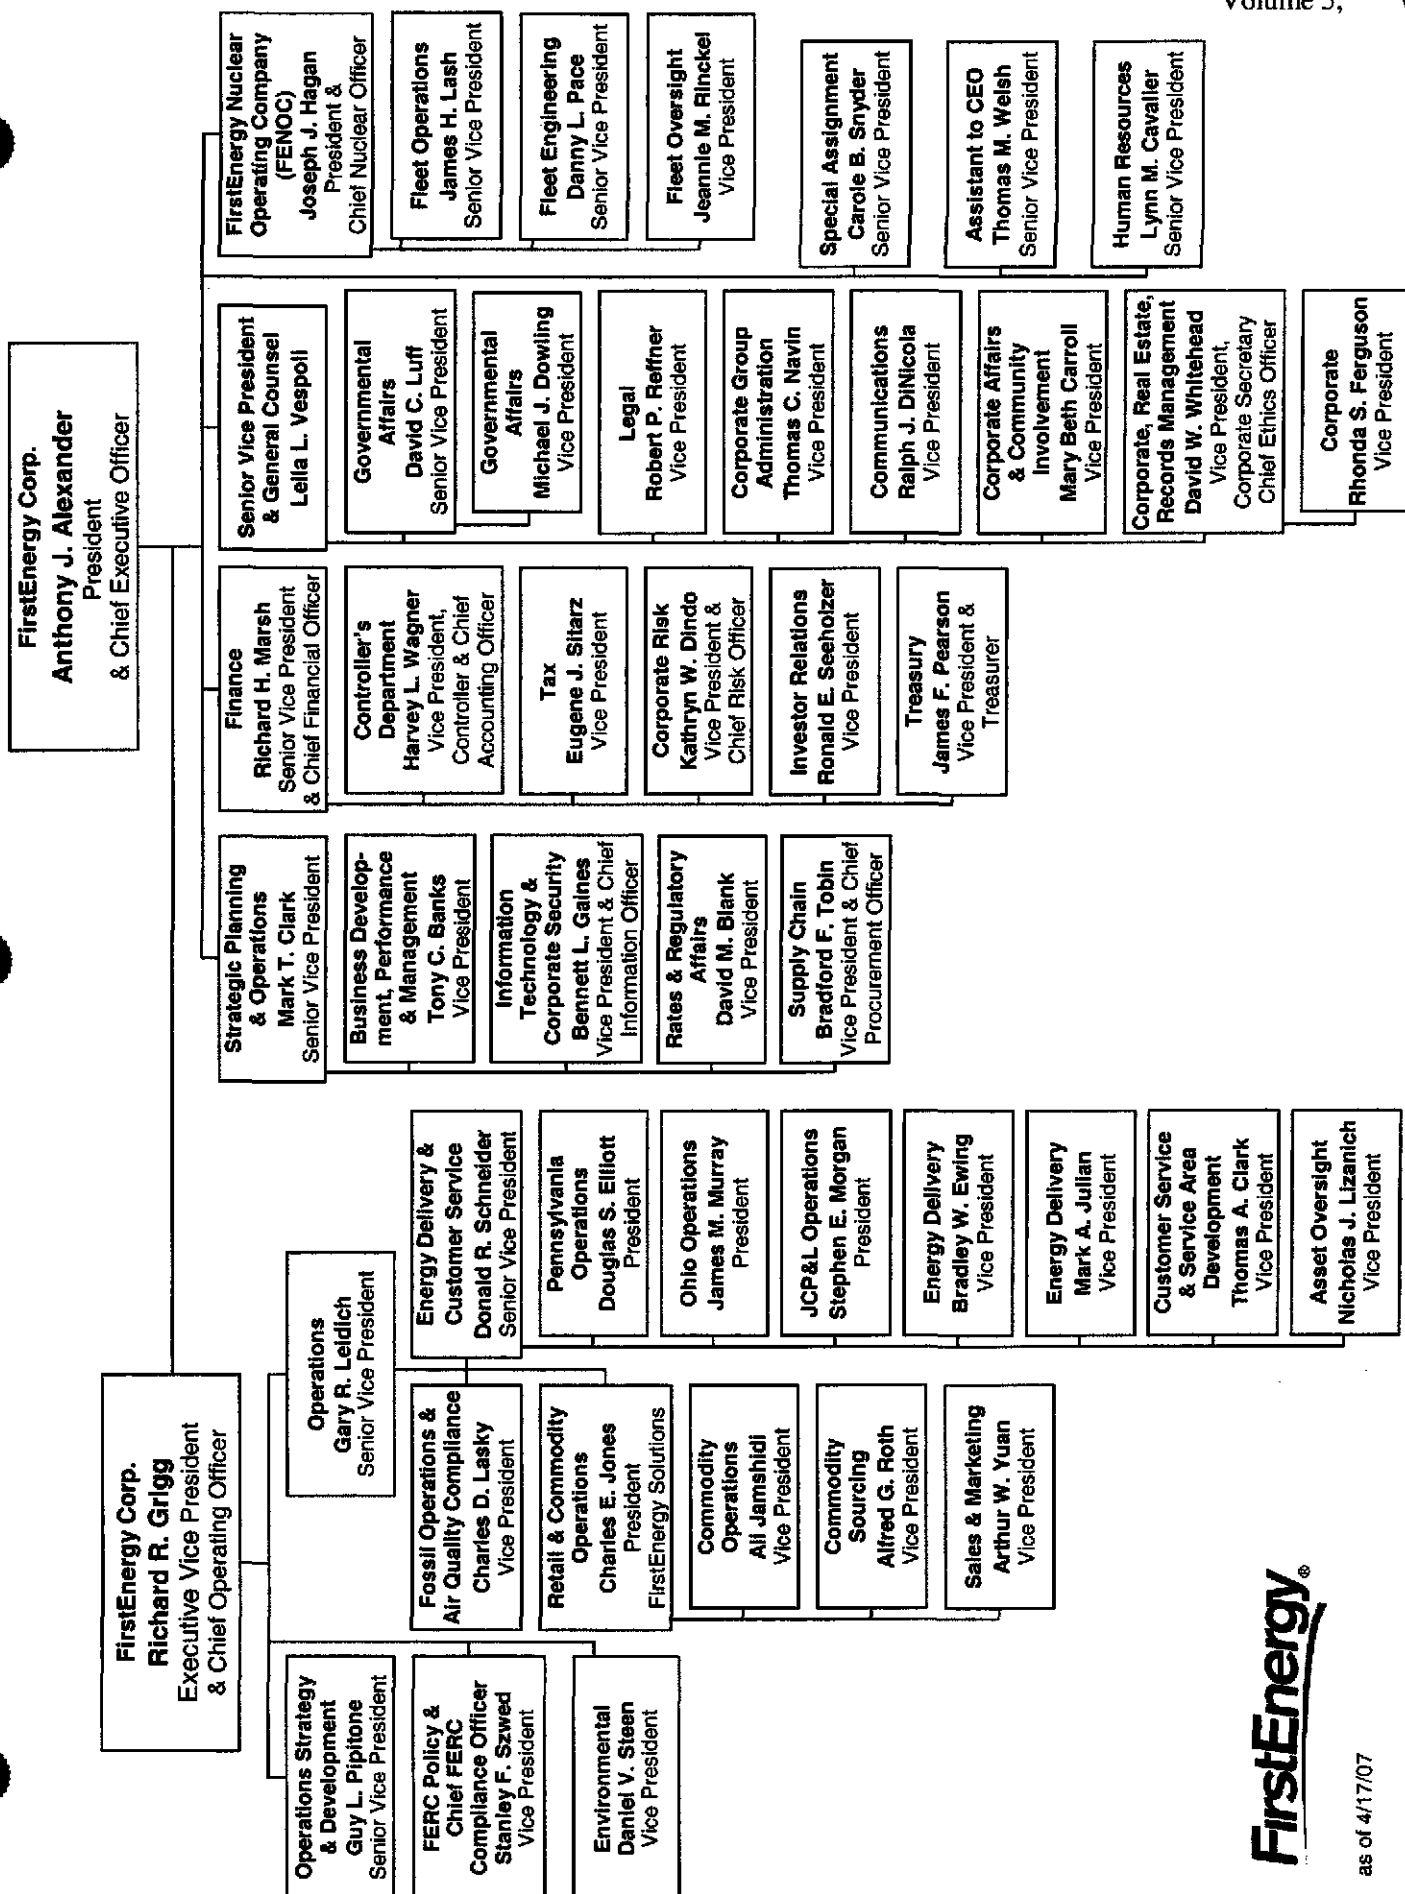 Volume 3,
FirstEnergy Corp.
Anthony J. Alexander
President
& Chief Executive Officer
FirstEnergy Corp.
Richard R. Grigg
Executive Vice President
& Chief Operating Officer
Operations Strategy
& Development
Guy L. Pipitone
Senior Vice President
FERC Policy &
Chief FERC
Compliance Officer
Stanley F. Szwed
Vice President
Environmental
Daniel V. Steen
Vice President
Operations
Gary R. Leidich
Senior Vice President
Fossil Operations &
Air Quality Compliance
Charles D. Lasky
Vice President
Retail & Commodity
Operations
Charles E. Jones
President
FirstEnergy Solutions
Commodity
Operations
Ali Jamshidi
Vice President
Commodity
Sourcing
Alfred G. Roth
Vice President
Sales & Marketing
Arthur W. Yuan
Vice President
Energy Delivery &
Customer Service
Donald R. Schneider
Senior Vice President
Pennsylvania
Operations
Douglas S. Elliott
President
Ohio Operations
James M. Murray
President
JCP&L Operations
Stephen E. Morgan
President
Energy Delivery
Bradley W. Ewing
Vice President
Energy Delivery
Mark A. Julian
Vice President
Customer Service
& Service Area
Development
Thomas A. Clark
Vice President
Asset Oversight
Nicholas J. Lizanich
Vice President
Strategic Planning
& Operations
Mark T. Clark
Senior Vice President
Business Develop-
ment, Performance
& Management
Tony C. Banks
Vice President
Information
Technology &
Corporate Security
Bennett L. Gaines
Vice President & Chief
Information Officer
Rates & Regulatory
Affairs
David M. Blank
Vice President
Supply Chain
Bradford F. Tobin
Vice President & Chief
Procurement Officer
Finance
Richard H. Marsh
Senior Vice President
& Chief Financial Officer
Controller's
Department
Harvey L. Wagner
Vice President,
Controller & Chief
Accounting Officer
Tax
Eugene J. Sitarz
Vice President
Corporate Risk
Kathryn W. Dindo
Vice President &
Chief Risk Officer
Investor Relations
Ronald E. Seeholzer
Vice President
Treasury
James F. Pearson
Vice President &
Treasurer
Senior Vice President
& General Counsel
Leila L. Vespoli
Governmental
Affairs
David C. Luff
Senior Vice President
Governmental
Affairs
Michael J. Dowling
Vice President
Legal
Robert P. Reffner
Vice President
Corporate Group
Administration
Thomas C. Navin
Vice President
Communications
Ralph J. DiNicola
Vice President
Corporate Affairs
& Community
Involvement
Mary Beth Carroll
Vice President
Corporate, Real Estate,
Records Management
David W. Whitehead
Vice President,
Corporate Secretary
Chief Ethics Officer
Corporate
Rhonda S. Ferguson
Vice President
FirstEnergy Nuclear
Operating Company
(FENOC)
Joseph J. Hagan
President &
Chief Nuclear Officer
Fleet Operations
James H. Lash
Senior Vice President
Fleet Engineering
Danny L. Pace
Senior Vice President
Fleet Oversight
Jeannie M. Rinckel
Vice President
Special Assignment
Carole B. Snyder
Senior Vice President
Assistant to CEO
Thomas M. Welsh
Senior Vice President
Human Resources
Lynn M. Cavalier
Senior Vice President
FirstEnergy®
as of 4/17/07